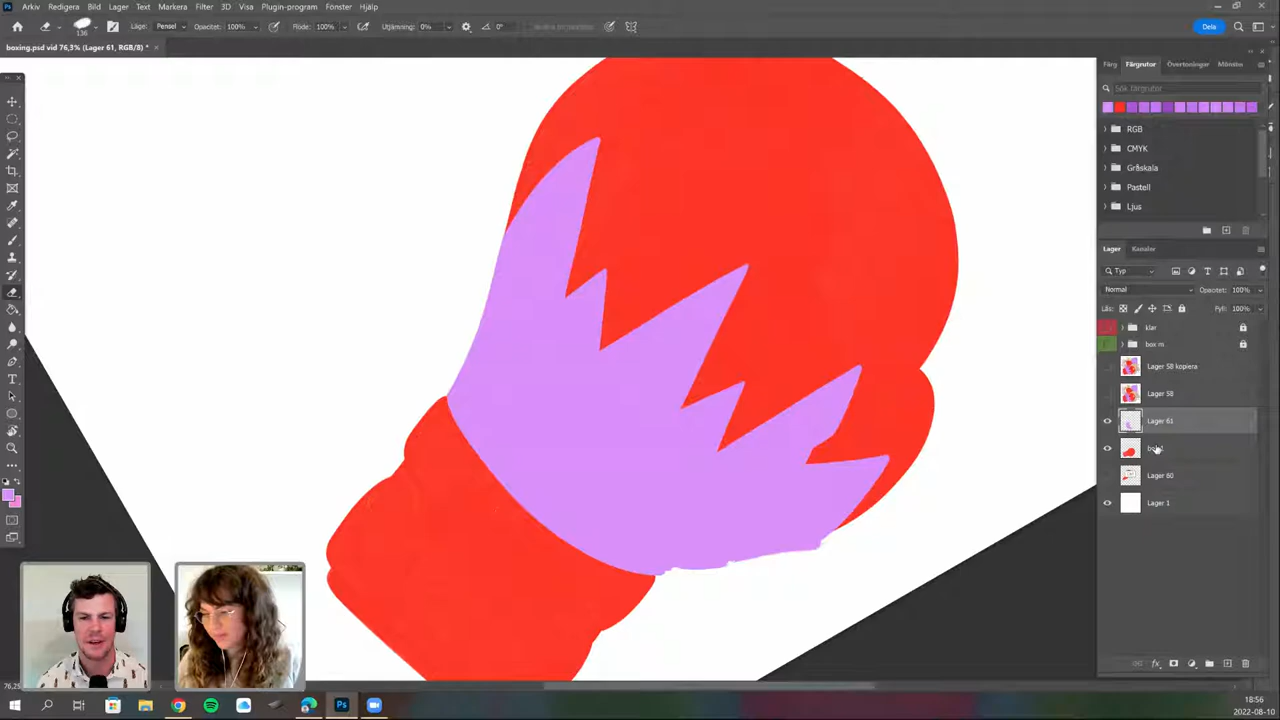 Arkiv Redigera Bild Lager Text Markera Filter 3D Visa Plugin-program Fönster Hjälp
136 Läge: Pensel Opacitet: 100% Flöde: 100% Utjämning: 0% 0° Dela
boxing.psd vid 76,3% (Lager 61, RGB/8) *
Färg Färgrutor Övertoningar Mönster
Sök färgrutor
RGB
CMYK
Gråskala
Pastell
Ljus
Lager Kanaler
Typ
Normal Opacitet: 100%
Lås: Fyll: 100%
klar
box m
Lager 58 kopiera
Lager 58
Lager 61
Lager 60
Lager 1
18:56
2022-08-10